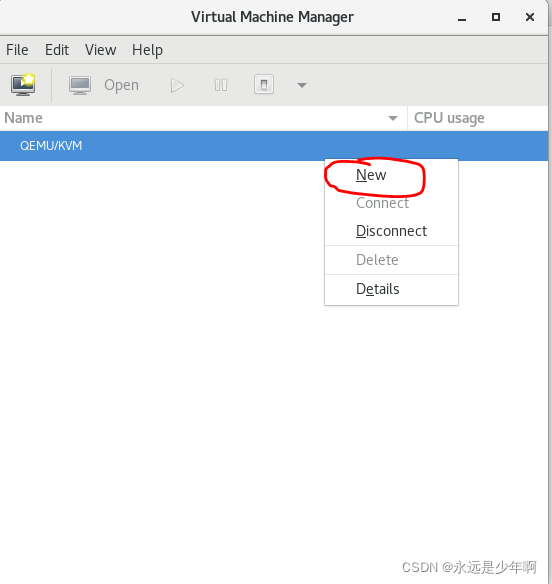 Virtual Machine Manager
File Edit View Help
Open
Name CPU usage
QEMU/KVM
New
Connect
Disconnect
Delete
Details
CSDN @永远是少年啊